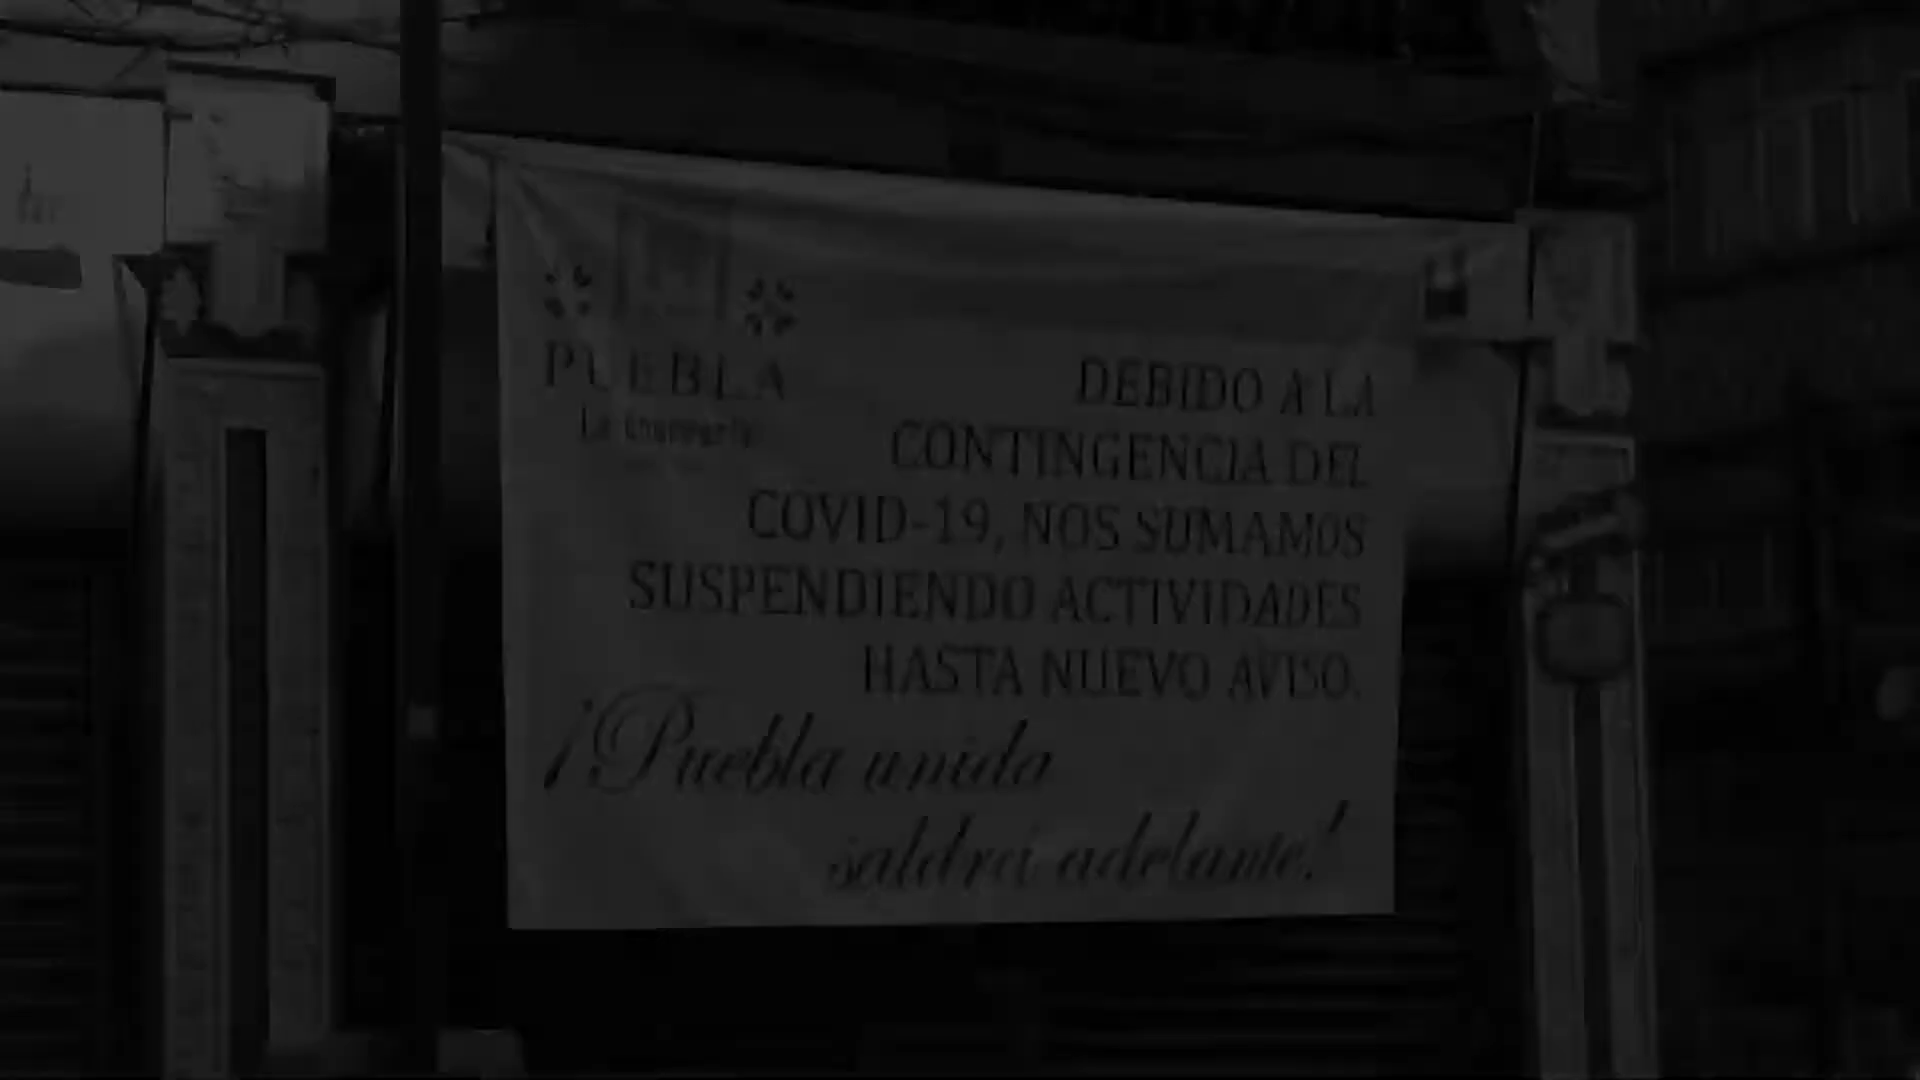 PUEBLA
DEBIDO A LA
CONTINGENCIA DEL
COVID-19, NOS SUMAMOS
SUSPENDIENDO ACTIVIDADES
HASTA NUEVO AVISO.
¡Puebla unida
saldrá adelante!